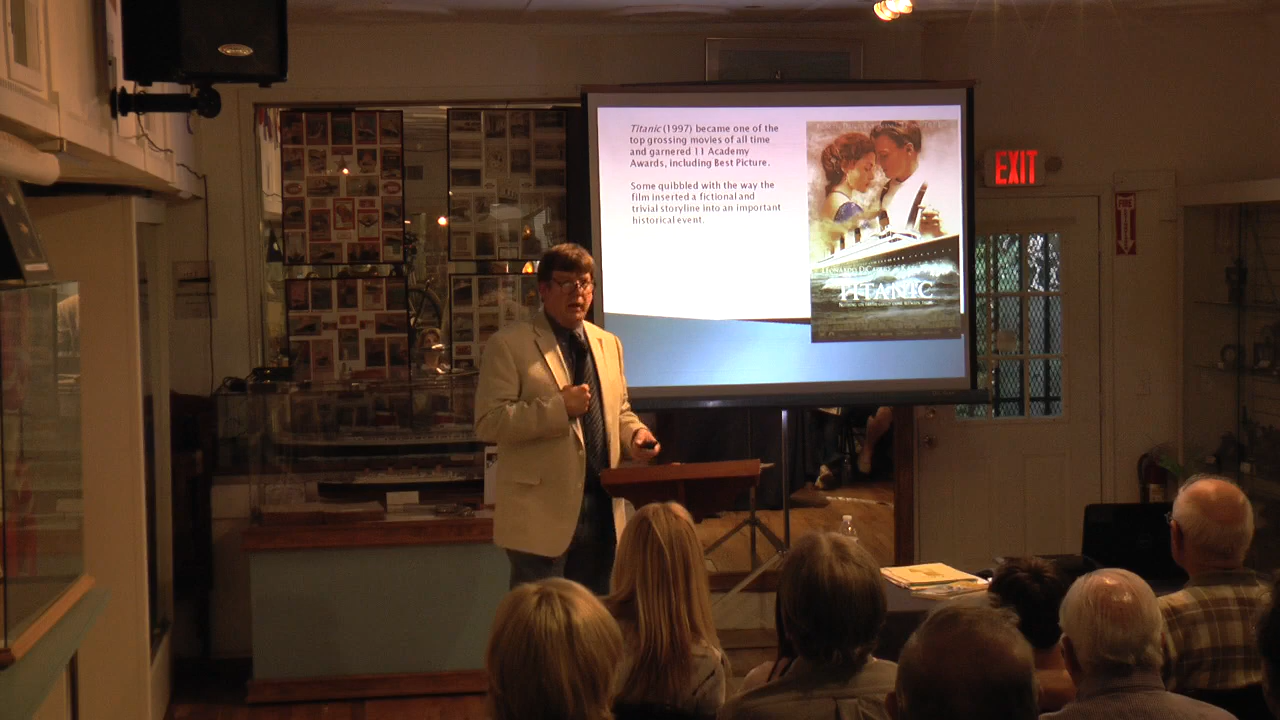 Titanic (1997) became one of the
top grossing movies of all time
and garnered 11 Academy
Awards, including Best Picture.
Some quibbled with the way the
film inserted a fictional and
trivial storyline into an important
historical event.
TITANIC
EXIT
FIRE